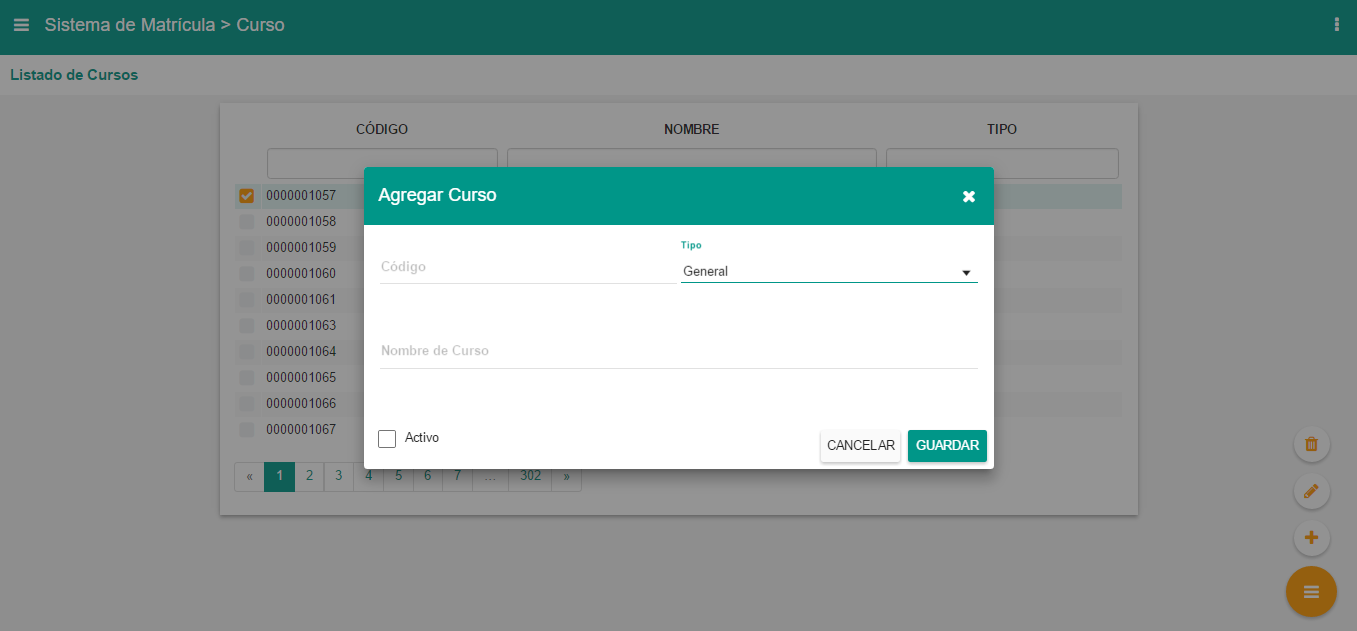 Sistema de Matrícula > Curso
Listado de Cursos
CÓDIGO NOMBRE TIPO
0000001057
0000001058
0000001059
0000001060
0000001061
0000001063
0000001064
0000001065
0000001066
0000001067
« 1 2 3 4 5 6 7 ... 302 »
Agregar Curso
Tipo
Código General
Nombre de Curso
Activo CANCELAR GUARDAR